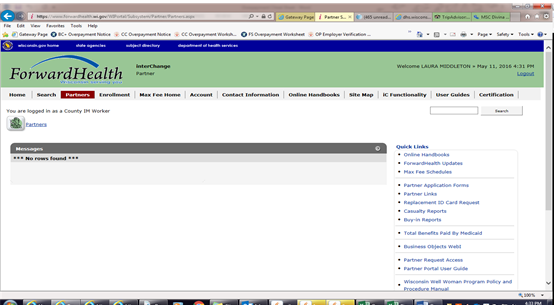 https://www.forwardhealth.wi.gov/WIPortal/Subsystem/Partner/Partners.aspx
Gateway Page
Partner S...
File Edit View Favorites Tools Help
Gateway Page
BC+ Overpayment Notice
CC Overpayment Notice
CC Overpayment Worksh...
FS Overpayment Worksheet
OP Employer Verification ...
Page Safety Tools
wisconsin.gov home state agencies subject directory department of health services
ForwardHealth
interChange
Partner
Welcome LAURA MIDDLETON » May 11, 2016 4:31 PM
Logout
Home Search Partners Enrollment Max Fee Home Account Contact Information Online Handbooks Site Map iC Functionality User Guides Certification
You are logged in as a County IM Worker
Search
Partners
Messages
*** No rows found ***
Quick Links
Online Handbooks
ForwardHealth Updates
Max Fee Schedules
Partner Application Forms
Partner Links
Replacement ID Card Request
Casualty Reports
Buy-in Reports
Total Benefits Paid By Medicaid
Business Objects WebI
Partner Request Access
Partner Portal User Guide
Wisconsin Well Woman Program Policy and
Procedure Manual
100%
4:31 PM